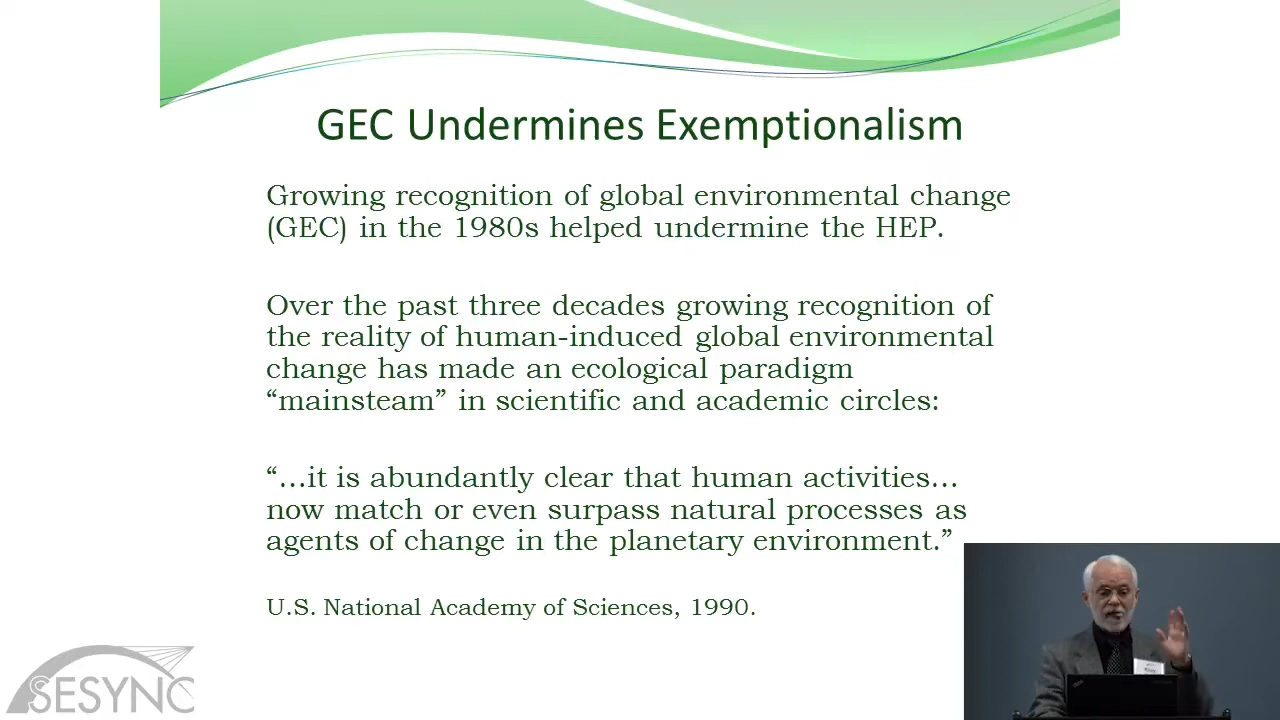 GEC Undermines Exemptionalism
Growing recognition of global environmental change
(GEC) in the 1980s helped undermine the HEP.
Over the past three decades growing recognition of
the reality of human-induced global environmental
change has made an ecological paradigm
“mainsteam” in scientific and academic circles:
“…it is abundantly clear that human activities…
now match or even surpass natural processes as
agents of change in the planetary environment.”
U.S. National Academy of Sciences, 1990.
SESYNC